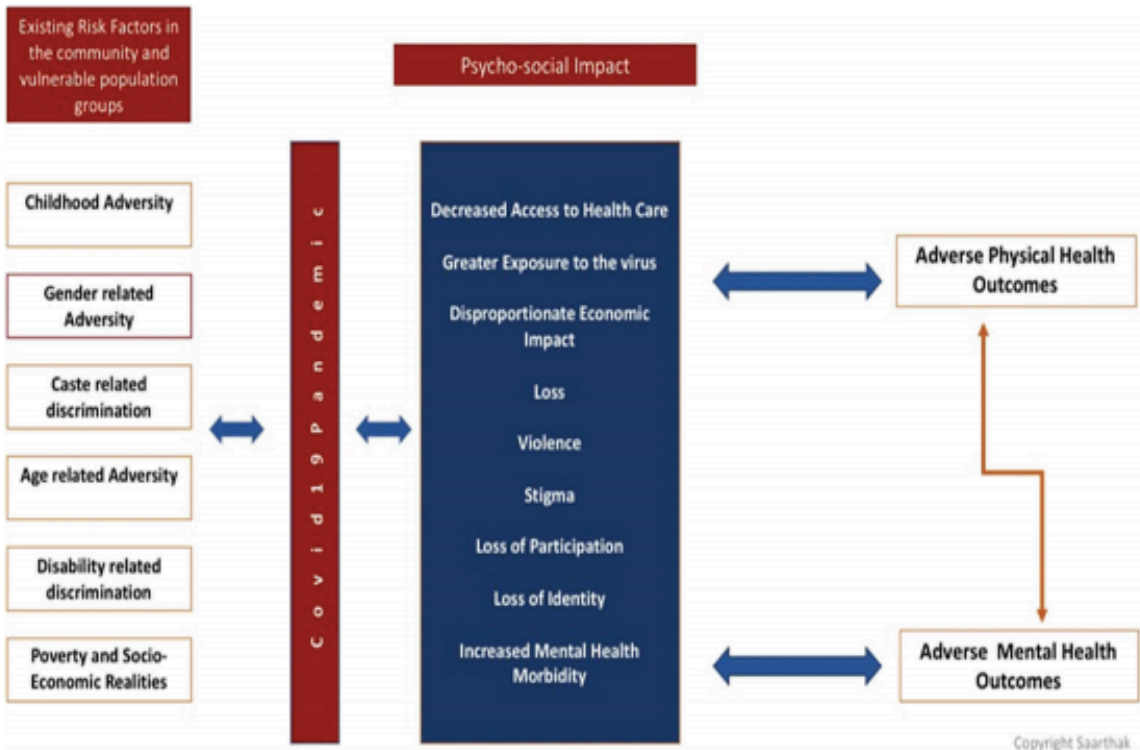 Existing Risk Factors in
the community and
vulnerable population
groups
Psycho-social Impact
Childhood Adversity
Gender related
Adversity
Caste related
discrimination
Age related Adversity
Disability related
discrimination
Poverty and Socio-
Economic Realities
Covid19Pandemic
Decreased Access to Health Care
Greater Exposure to the virus
Disproportionate Economic
Impact
Loss
Violence
Stigma
Loss of Participation
Loss of Identity
Increased Mental Health
Morbidity
Adverse Physical Health
Outcomes
Adverse Mental Health
Outcomes
Copyright Saarthak